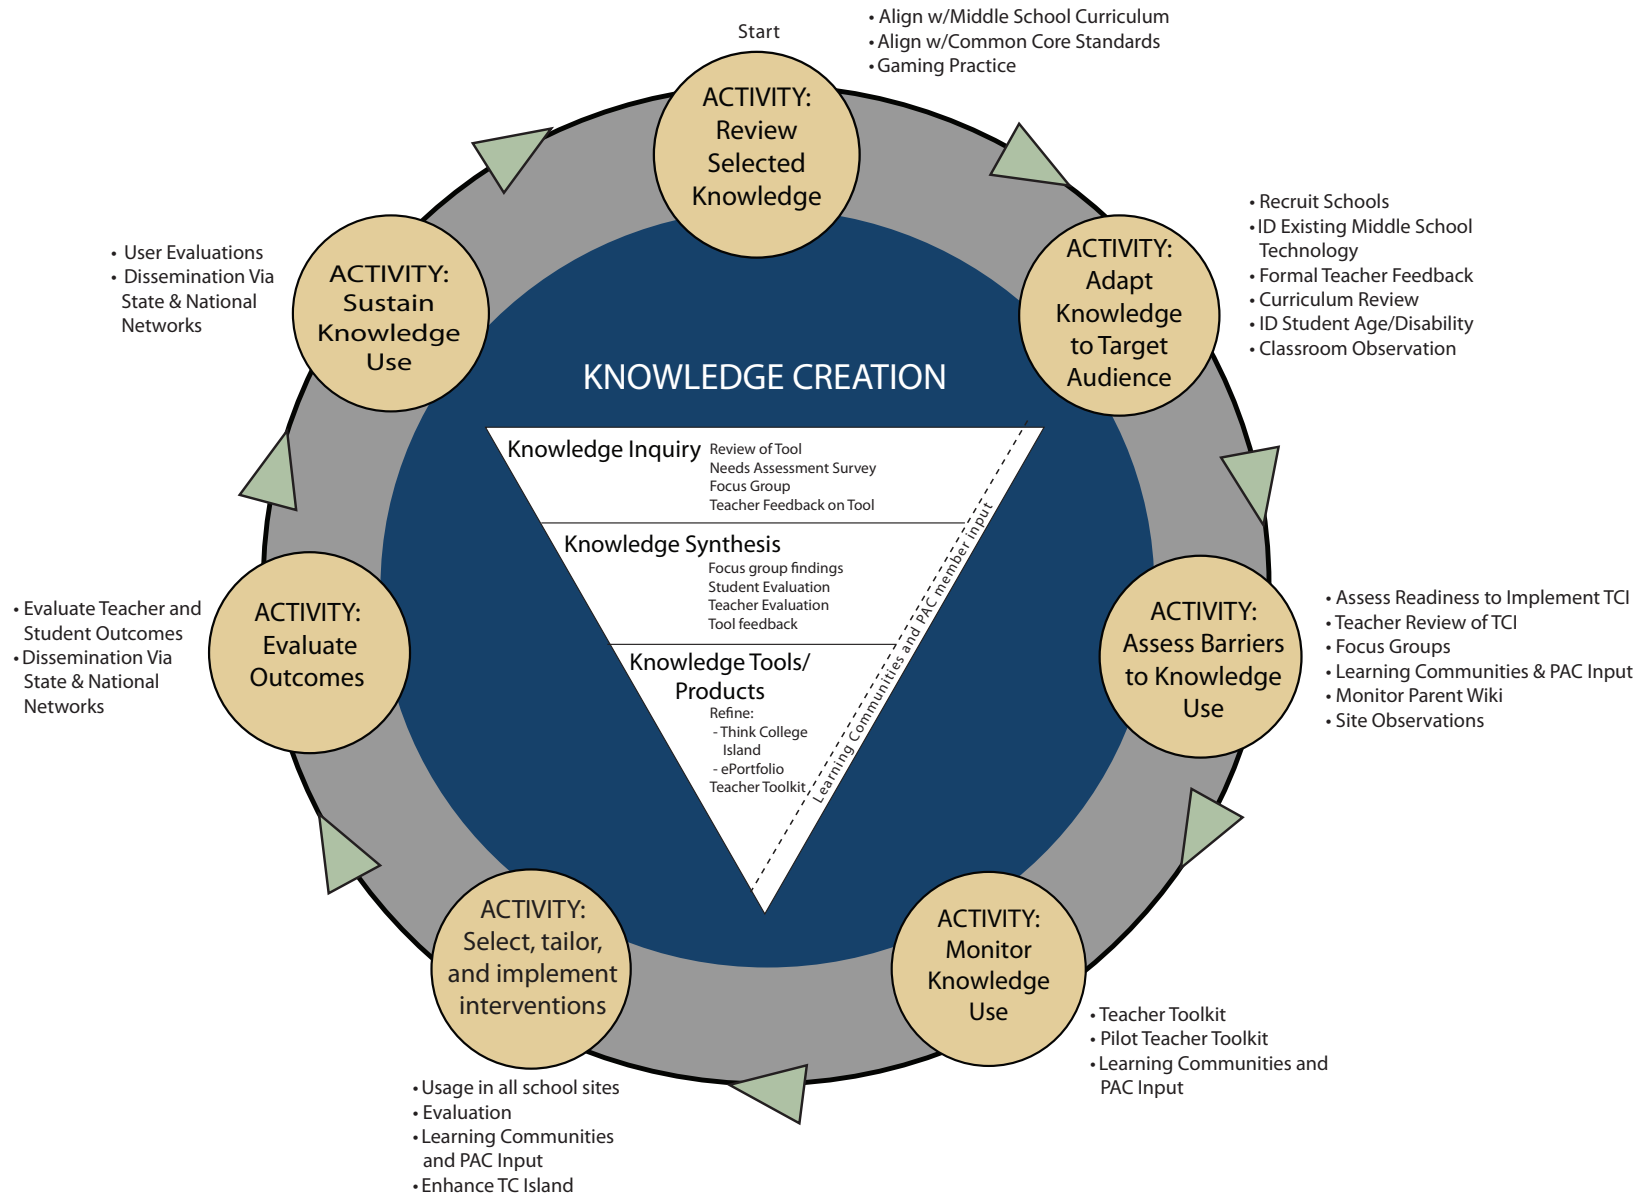 Start
• Align w/Middle School Curriculum
• Align w/Common Core Standards
• Gaming Practice
ACTIVITY:
Review
Selected
Knowledge
• Recruit Schools
• ID Existing Middle School
Technology
• Formal Teacher Feedback
• Curriculum Review
• ID Student Age/Disability
• Classroom Observation
ACTIVITY:
Adapt
Knowledge
to Target
Audience
• Assess Readiness to Implement TCI
• Teacher Review of TCI
• Focus Groups
• Learning Communities & PAC Input
• Monitor Parent Wiki
• Site Observations
ACTIVITY:
Assess Barriers
to Knowledge
Use
ACTIVITY:
Monitor
Knowledge
Use
• Teacher Toolkit
• Pilot Teacher Toolkit
• Learning Communities and
PAC Input
ACTIVITY:
Select, tailor,
and implement
interventions
• Usage in all school sites
• Evaluation
• Learning Communities
and PAC Input
• Enhance TC Island
ACTIVITY:
Evaluate
Outcomes
• Evaluate Teacher and
Student Outcomes
• Dissemination Via
State & National
Networks
ACTIVITY:
Sustain
Knowledge
Use
• User Evaluations
• Dissemination Via
State & National
Networks
KNOWLEDGE CREATION
Knowledge Inquiry
Review of Tool
Needs Assessment Survey
Focus Group
Teacher Feedback on Tool
Knowledge Synthesis
Focus group findings
Student Evaluation
Teacher Evaluation
Tool feedback
Knowledge Tools/
Products
Refine:
- Think College
Island
- ePortfolio
Teacher Toolkit
Learning Communities and PAC member input